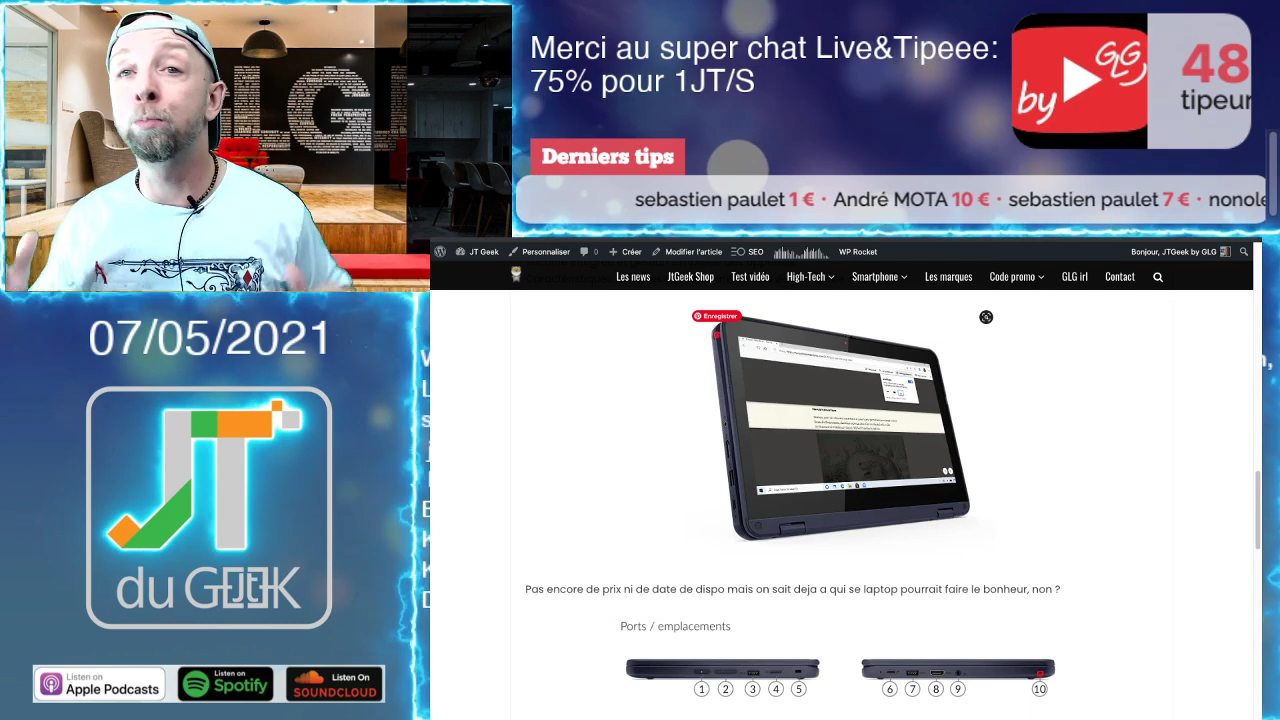 Merci au super chat Live&Tipeee:
75% pour 1JT/S
by GLG
48
tipeur
Derniers tips
sebastien paulet 1 € · André MOTA 10 € · sebastien paulet 7 € · nonole
JT Geek Personnaliser 0 Créer Modifier l'article SEO WP Rocket Bonjour, JTGeek by GLG
Les news JtGeek Shop Test vidéo High-Tech Smartphone Les marques Code promo GLG irl Contact
Enregistrer
07/05/2021
JT
du GEEK
Pas encore de prix ni de date de dispo mais on sait deja a qui se laptop pourrait faire le bonheur, non ?
Ports / emplacements
1 2 3 4 5 6 7 8 9 10
Listen on
Apple Podcasts
Listen on
Spotify
Listen On
SOUNDCLOUD